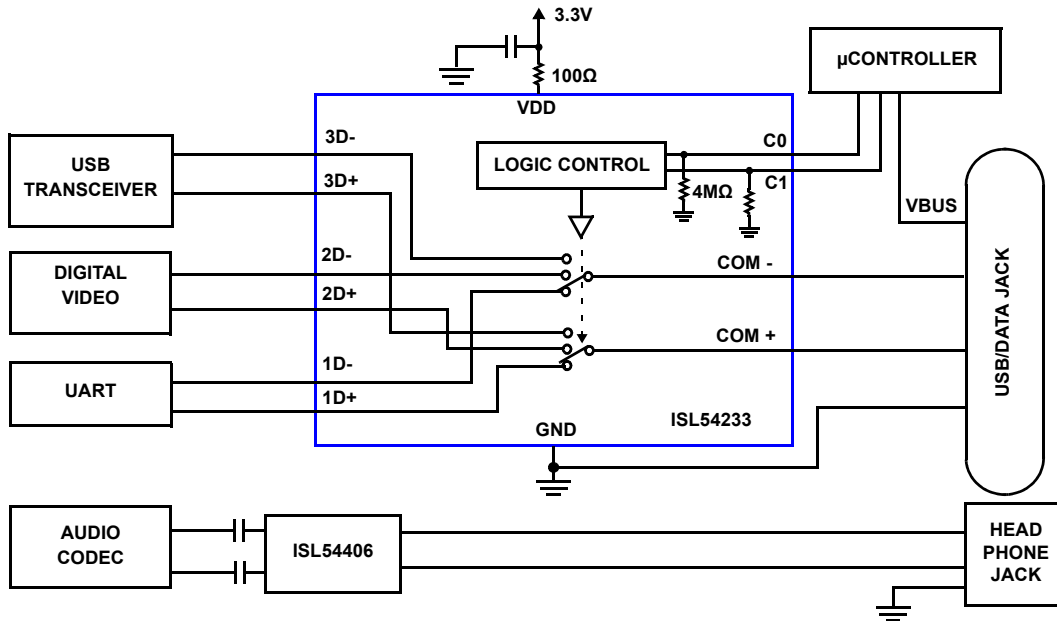 3.3V
100Ω
VDD
µCONTROLLER
USB
TRANSCEIVER
3D-
3D+
LOGIC CONTROL
C0
C1
4MΩ
VBUS
DIGITAL
VIDEO
2D-
2D+
COM -
COM +
UART
1D-
1D+
ISL54233
GND
USB/DATA JACK
AUDIO
CODEC
ISL54406
HEAD
PHONE
JACK